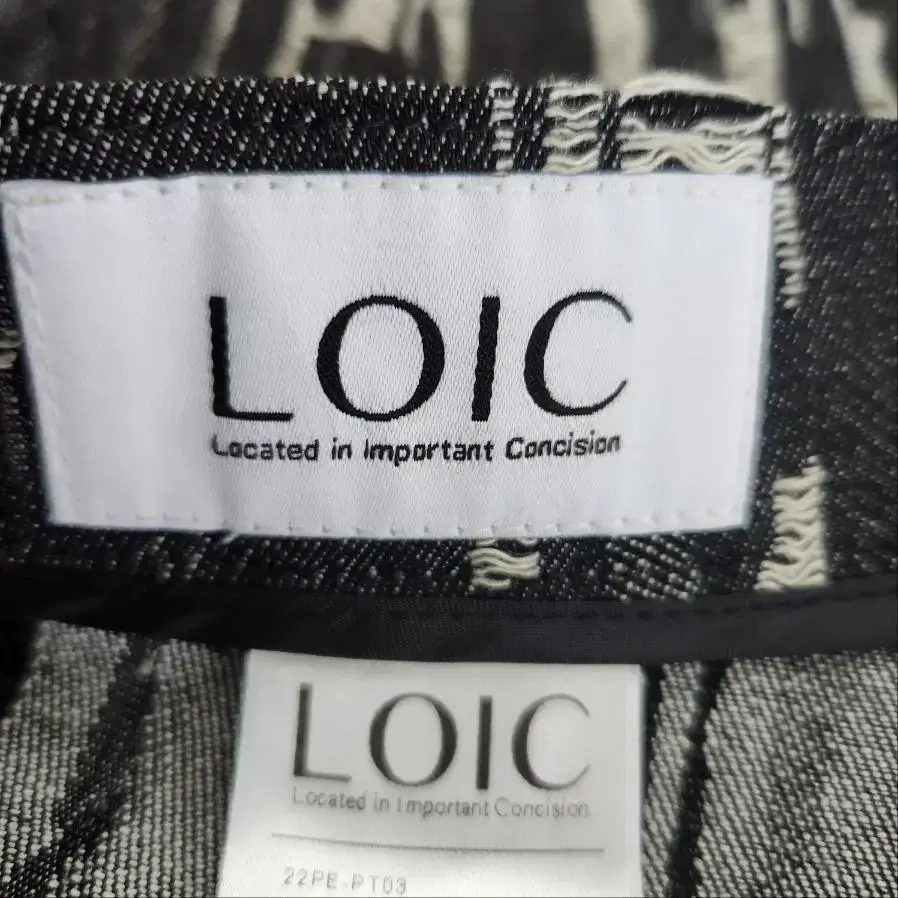 LOIC
Located in Important Concision
LOIC
Located in Important Concision
22PE-PT03